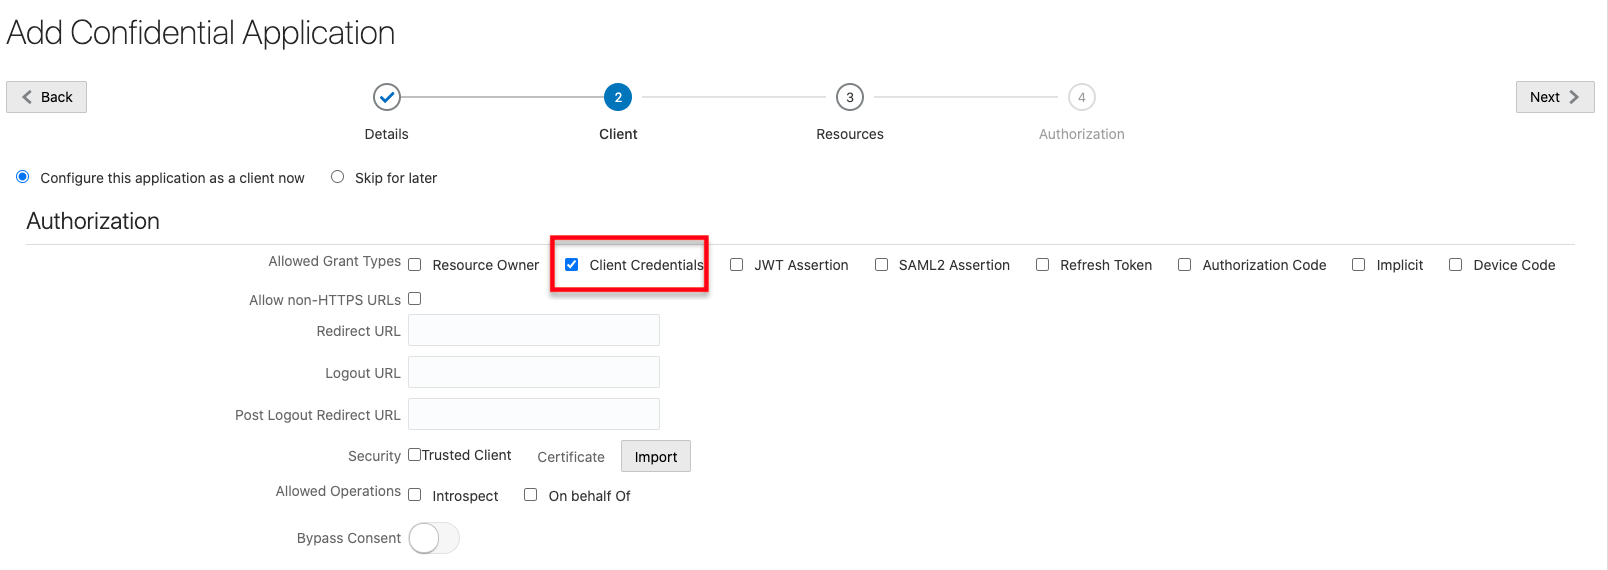 Add Confidential Application
Back
2
3
4
Next
Details
Client
Resources
Authorization
Configure this application as a client now
Skip for later
Authorization
Allowed Grant Types Resource Owner Client Credentials JWT Assertion SAML2 Assertion Refresh Token Authorization Code Implicit Device Code
Allow non-HTTPS URLs
Redirect URL
Logout URL
Post Logout Redirect URL
Security Trusted Client Certificate Import
Allowed Operations Introspect On behalf Of
Bypass Consent